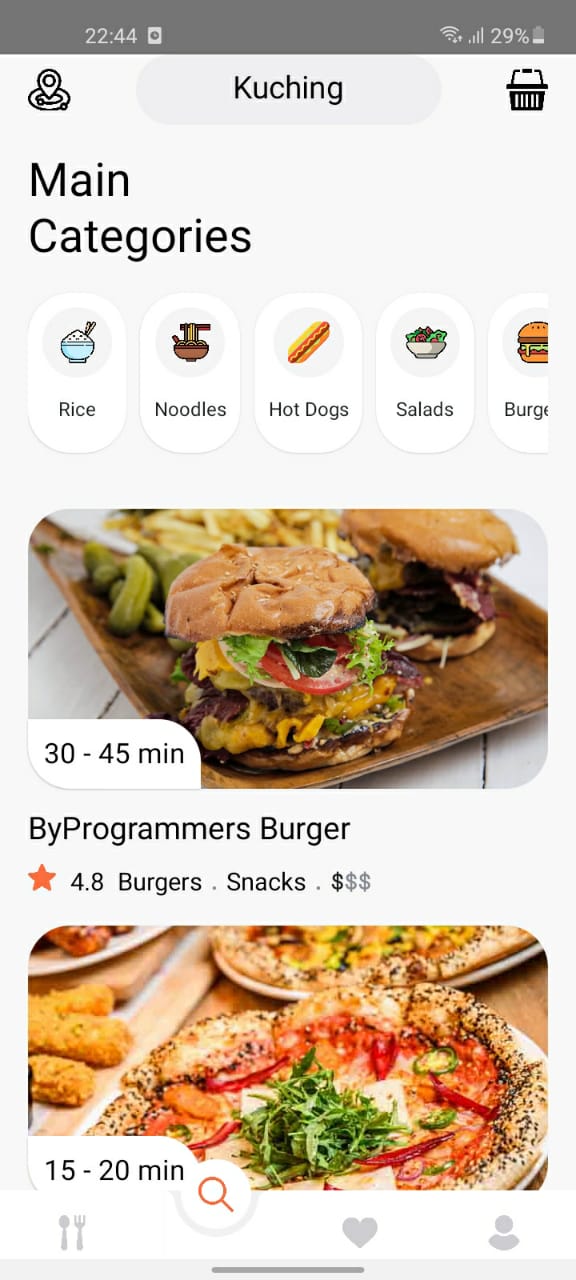 22:44
29%
Kuching
Main
Categories
Rice
Noodles
Hot Dogs
Salads
Burge
30 - 45 min
ByProgrammers Burger
4.8 Burgers . Snacks . $$$
15 - 20 min